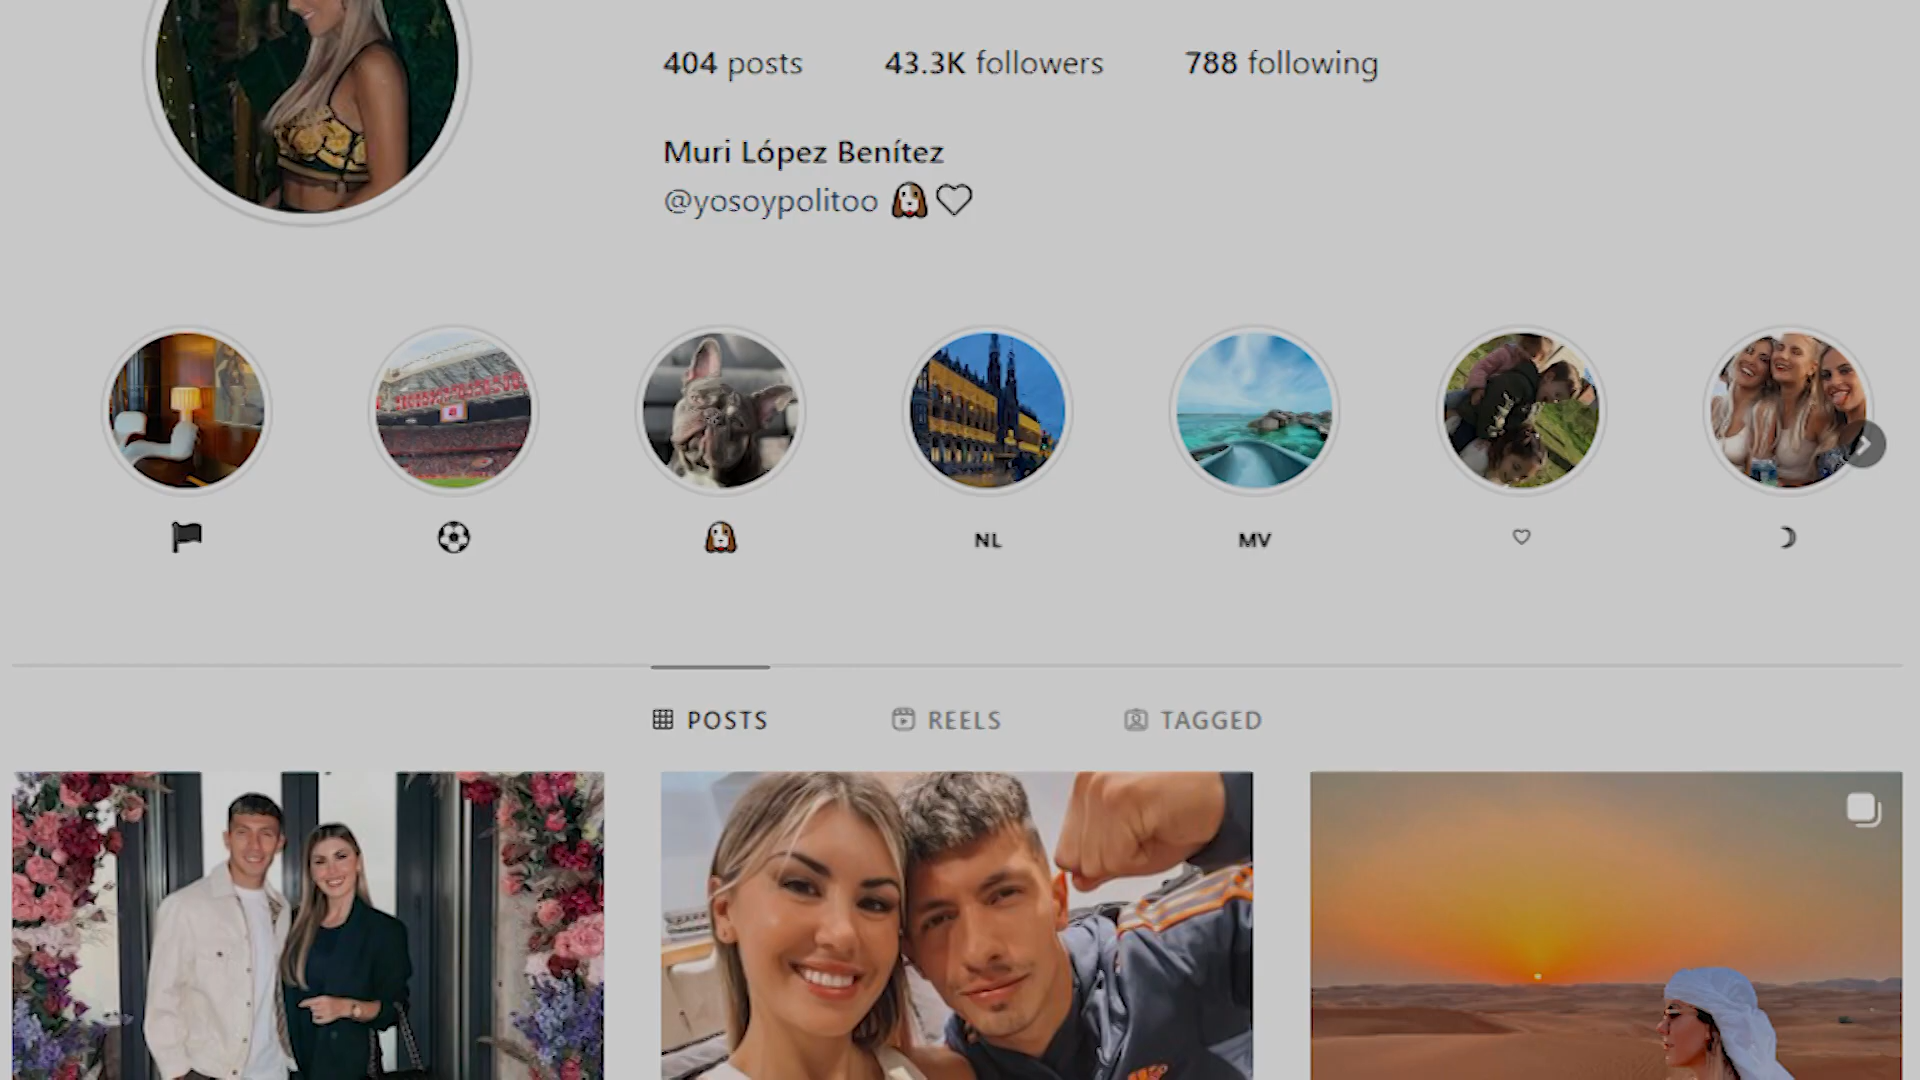 404 posts 43.3K followers 788 following
Muri López Benítez
@yosoypolitoo
NL MV
POSTS REELS TAGGED